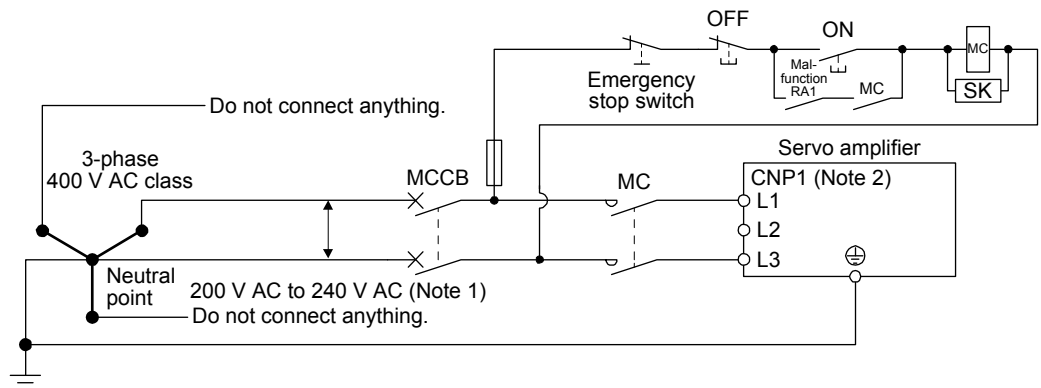 OFF
ON
MC
Mal-
function
RA1
MC
SK
Emergency
stop switch
Do not connect anything.
3-phase
400 V AC class
MCCB
MC
Servo amplifier
CNP1 (Note 2)
L1
L2
L3
Neutral
point
200 V AC to 240 V AC (Note 1)
Do not connect anything.